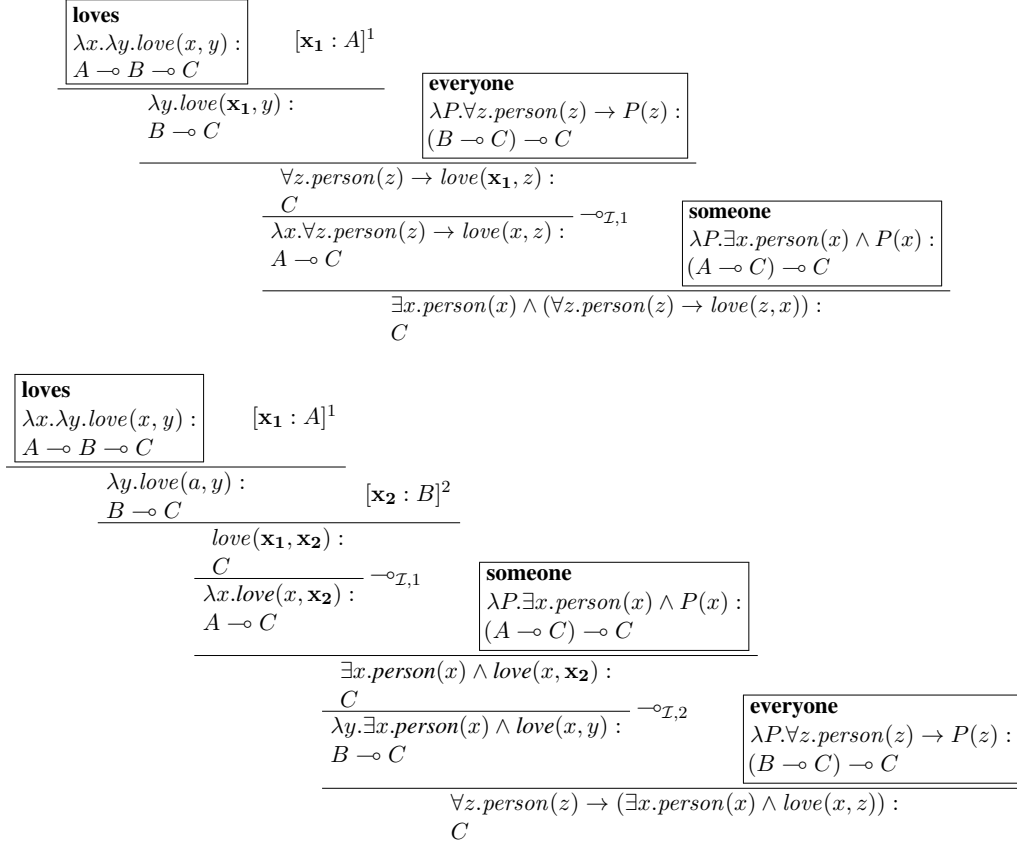 loves
λx.λy.love(x, y) : [x₁ : A]¹
A ⊸ B ⊸ C
λy.love(x₁, y) :
B ⊸ C
everyone
λP.∀z.person(z) → P(z) :
(B ⊸ C) ⊸ C
∀z.person(z) → love(x₁, z) :
C
⊸ℐ,1
λx.∀z.person(z) → love(x, z) :
A ⊸ C
someone
λP.∃x.person(x) ∧ P(x) :
(A ⊸ C) ⊸ C
∃x.person(x) ∧ (∀z.person(z) → love(z, x)) :
C
loves
λx.λy.love(x, y) : [x₁ : A]¹
A ⊸ B ⊸ C
λy.love(a, y) :
B ⊸ C
[x₂ : B]²
love(x₁, x₂) :
C
⊸ℐ,1
λx.love(x, x₂) :
A ⊸ C
someone
λP.∃x.person(x) ∧ P(x) :
(A ⊸ C) ⊸ C
∃x.person(x) ∧ love(x, x₂) :
C
⊸ℐ,2
λy.∃x.person(x) ∧ love(x, y) :
B ⊸ C
everyone
λP.∀z.person(z) → P(z) :
(B ⊸ C) ⊸ C
∀z.person(z) → (∃x.person(x) ∧ love(x, z)) :
C